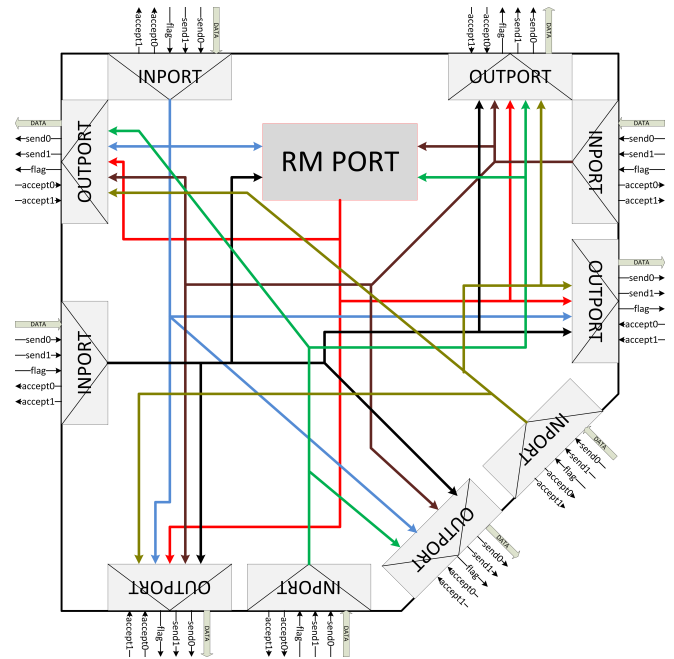 accept1
accept0
flag
send1
send0
DATA
INPORT
accept1
accept0
flag
send1
send0
DATA
OUTPORT
DATA
send0
send1
flag
accept0
accept1
OUTPORT
RM PORT
DATA
send0
send1
flag
accept0
accept1
INPORT
DATA
send0
send1
flag
accept0
accept1
OUTPORT
DATA
send0
send1
flag
accept0
accept1
INPORT
DATA
send0
send1
flag
accept0
accept1
INPORT
DATA
send0
send1
flag
accept0
accept1
OUTPORT
OUTPORT
accept1
accept0
flag
send1
send0
DATA
INPORT
accept1
accept0
flag
send1
send0
DATA